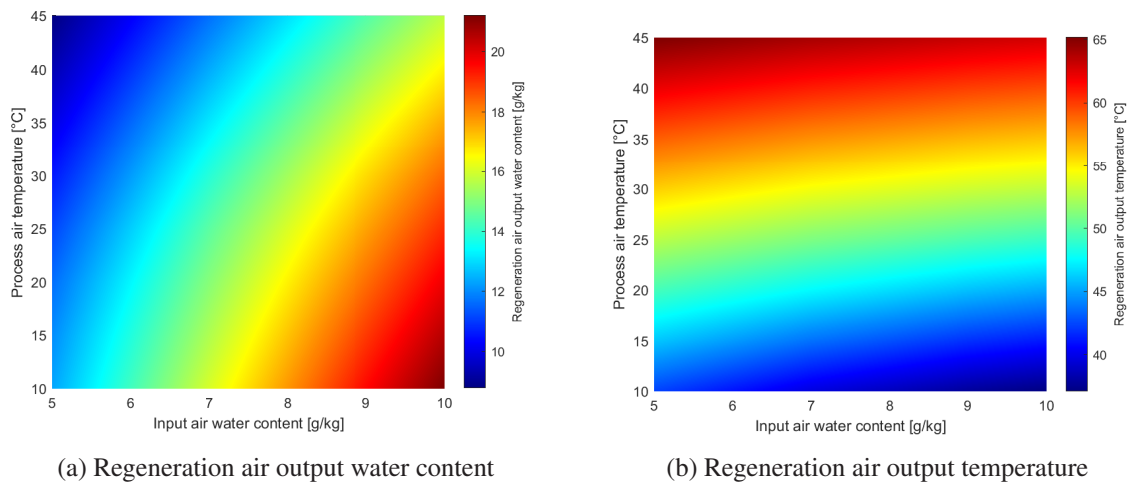 45
40
35
30
25
20
15
10
5 6 7 8 9 10
Process air temperature [°C]
Input air water content [g/kg]
20
18
16
14
12
10
Regeneration air output water content [g/kg]
(a) Regeneration air output water content
45
40
35
30
25
20
15
10
5 6 7 8 9 10
Process air temperature [°C]
Input air water content [g/kg]
65
60
55
50
45
40
Regeneration air output temperature [°C]
(b) Regeneration air output temperature